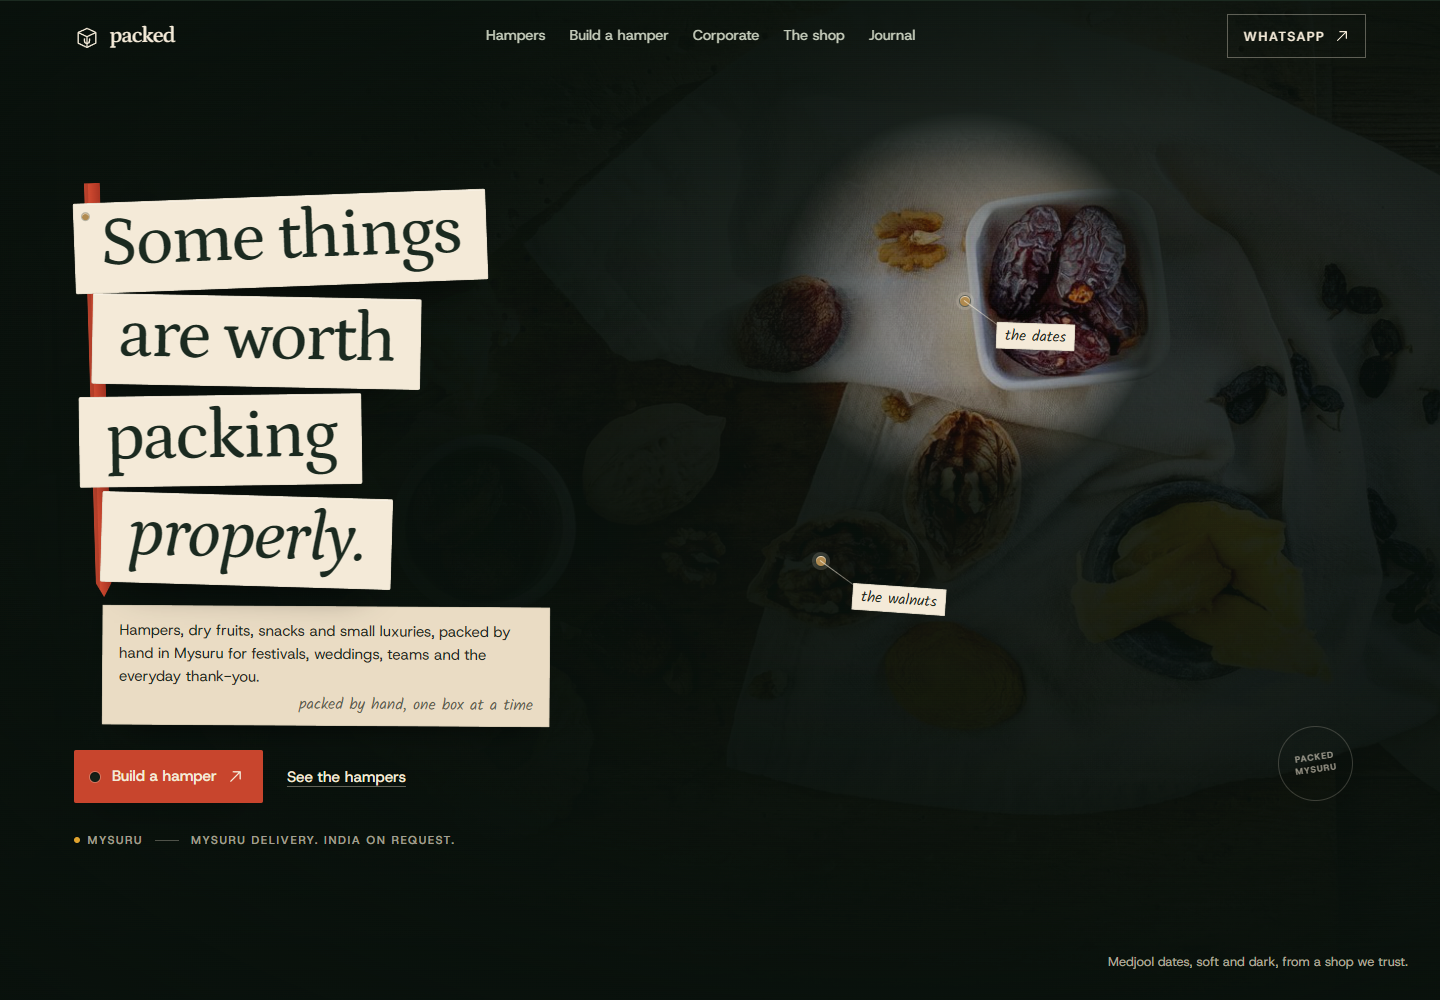 packed
Hampers Build a hamper Corporate The shop Journal
WHATSAPP
Some things
are worth
packing
properly.
Hampers, dry fruits, snacks and small luxuries, packed by
hand in Mysuru for festivals, weddings, teams and the
everyday thank-you.
packed by hand, one box at a time
Build a hamper
See the hampers
MYSURU — MYSURU DELIVERY. INDIA ON REQUEST.
the dates
the walnuts
PACKED
MYSURU
Medjool dates, soft and dark, from a shop we trust.